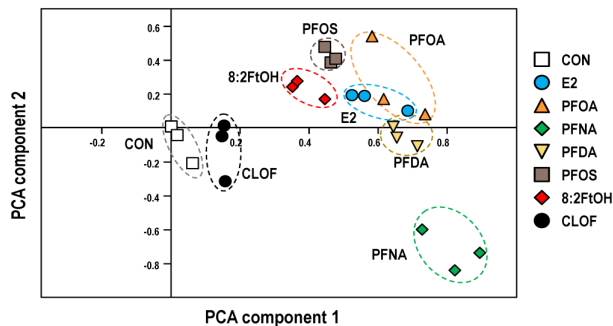 0.6
0.4
0.2
-0.2
-0.4
-0.6
-0.8
-0.2
0
0.2
0.4
0.6
0.8
PFOS
PFOA
8:2FtOH
E2
CON
CLOF
PFDA
PFNA
PCA component 2
PCA component 1
CON
E2
PFOA
PFNA
PFDA
PFOS
8:2FtOH
CLOF